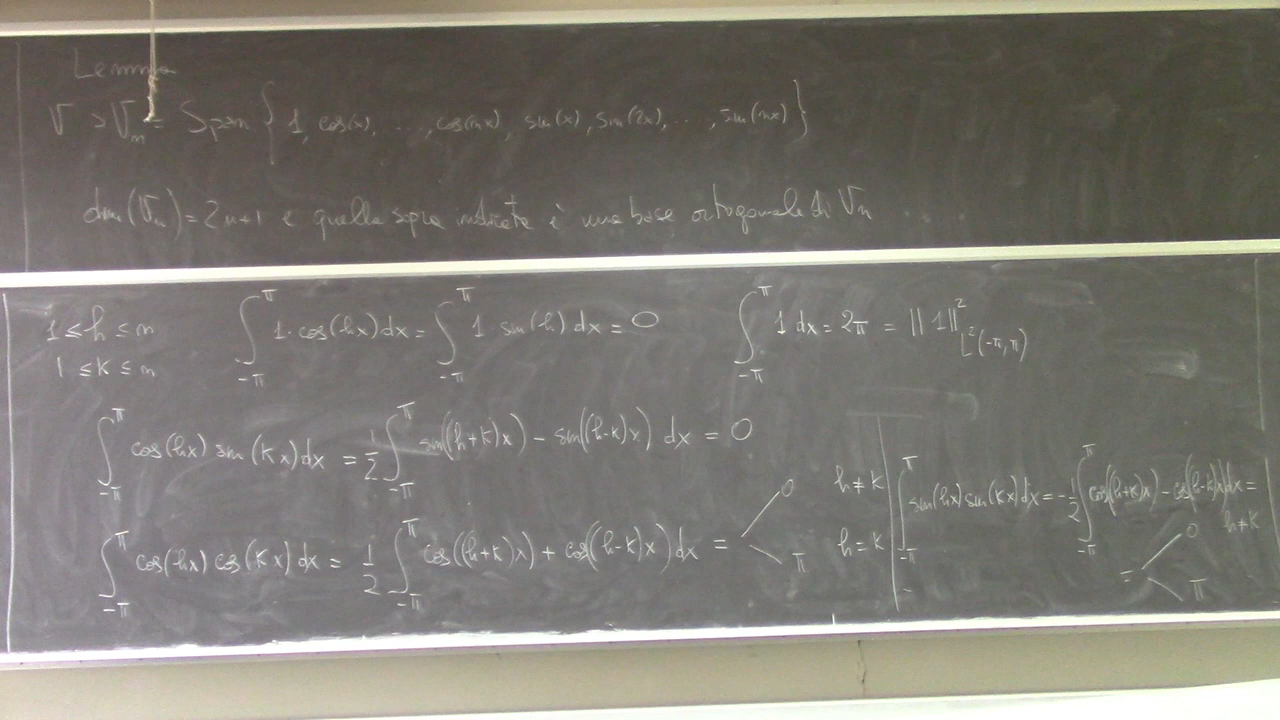 Lemma
V ⊃ Vₙ = Span { 1, cos(x), ..., cos(nx), sin(x), sin(2x), ..., sin(nx) }
dim(Vₙ) = 2n+1 e quella sopra indicata è una base ortogonale di Vₙ
1 ≤ h ≤ n
1 ≤ k ≤ n
∫_{-π}^{π} 1·cos(hx) dx = ∫_{-π}^{π} 1 sin(h) dx = 0
∫_{-π}^{π} 1 dx = 2π = ||1||²_{L²(-π,π)}
∫_{-π}^{π} cos(hx) sin(kx) dx = 1/2 ∫_{-π}^{π} sin((h+k)x) - sin((h-k)x) dx = 0
∫_{-π}^{π} cos(hx) cos(kx) dx = 1/2 ∫_{-π}^{π} cos((h+k)x) + cos((h-k)x) dx =
0 h≠k
π h=k
∫_{-π}^{π} sin(hx) sin(kx) dx = -1/2 ∫_{-π}^{π} cos((h+k)x) - cos((h-k)x) dx =
= 0 h≠k
π